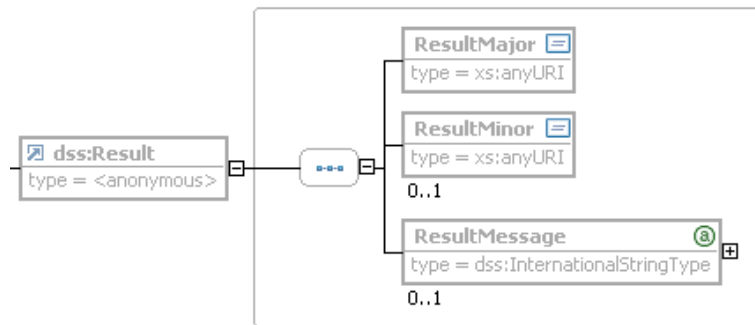 ResultMajor
type = xs:anyURI
ResultMinor
type = xs:anyURI
0..1
dss:Result
type = <anonymous>
ResultMessage
type = dss:InternationalStringType
0..1